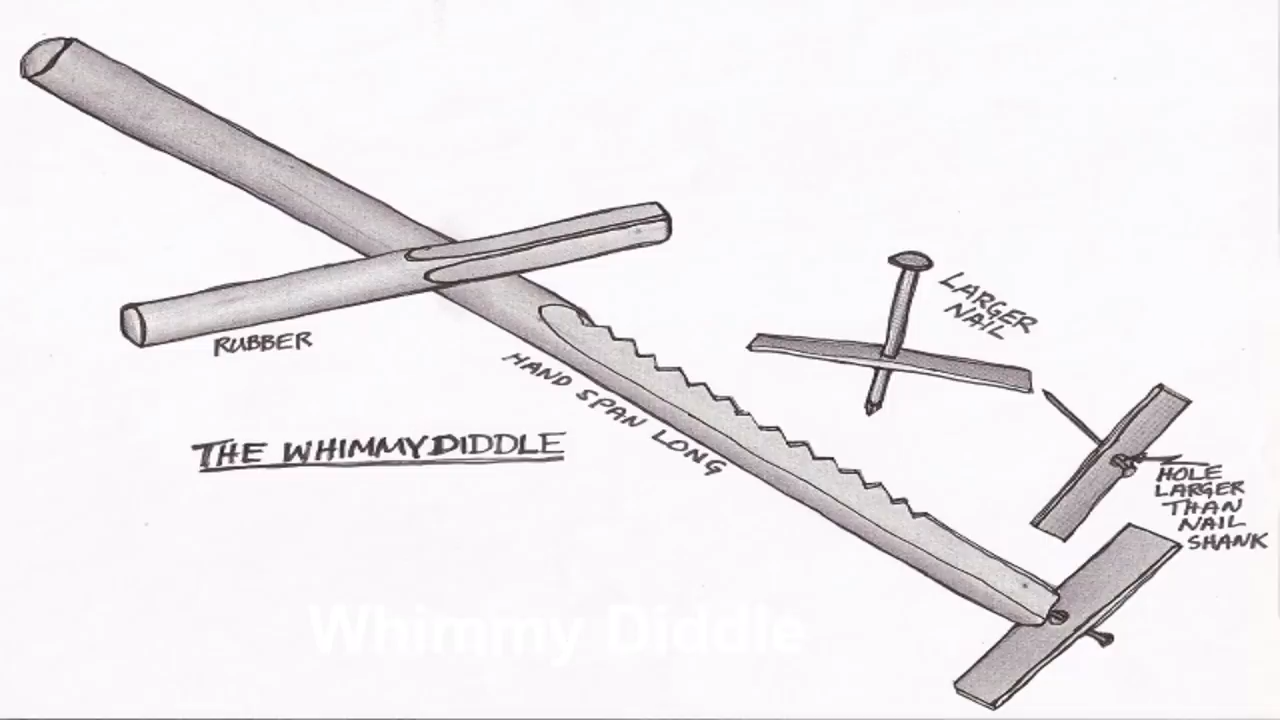 RUBBER
HAND SPAN LONG
THE WHIMMYDIDDLE
LARGER
NAIL
HOLE
LARGER
THAN
NAIL
SHANK
Whimmy Diddle